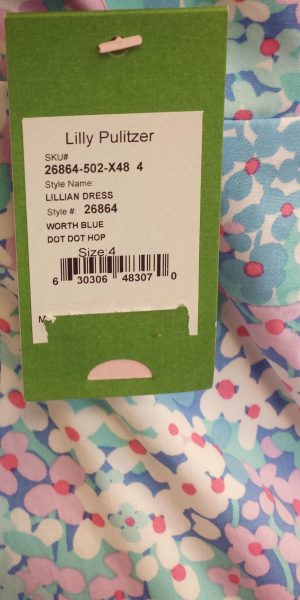 Lilly Pulitzer
SKU#
26864-502-X48 4
Style Name:
LILLIAN DRESS
Style #: 26864
WORTH BLUE
DOT DOT HOP
Size:4
6 30306 48307 0